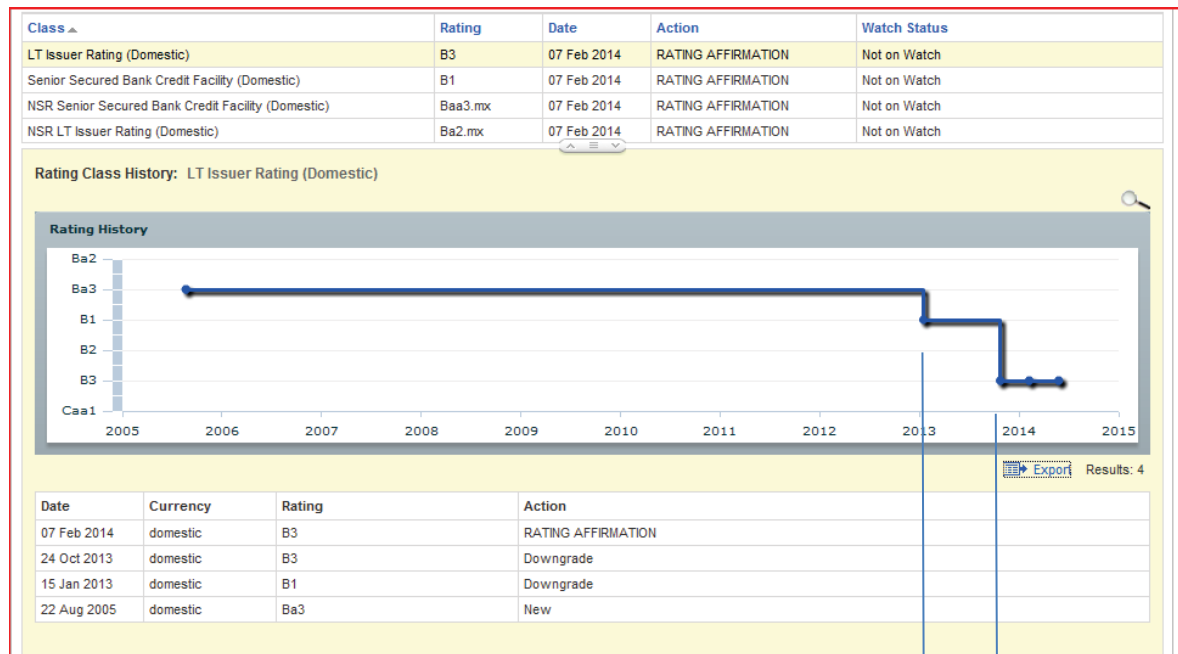 Class Rating Date Action Watch Status
LT Issuer Rating (Domestic) B3 07 Feb 2014 RATING AFFIRMATION Not on Watch
Senior Secured Bank Credit Facility (Domestic) B1 07 Feb 2014 RATING AFFIRMATION Not on Watch
NSR Senior Secured Bank Credit Facility (Domestic) Baa3.mx 07 Feb 2014 RATING AFFIRMATION Not on Watch
NSR LT Issuer Rating (Domestic) Ba2.mx 07 Feb 2014 RATING AFFIRMATION Not on Watch
Rating Class History: LT Issuer Rating (Domestic)
Rating History
Ba2
Ba3
B1
B2
B3
Caa1
2005 2006 2007 2008 2009 2010 2011 2012 2013 2014 2015
Export Results: 4
Date Currency Rating Action
07 Feb 2014 domestic B3 RATING AFFIRMATION
24 Oct 2013 domestic B3 Downgrade
15 Jan 2013 domestic B1 Downgrade
22 Aug 2005 domestic Ba3 New